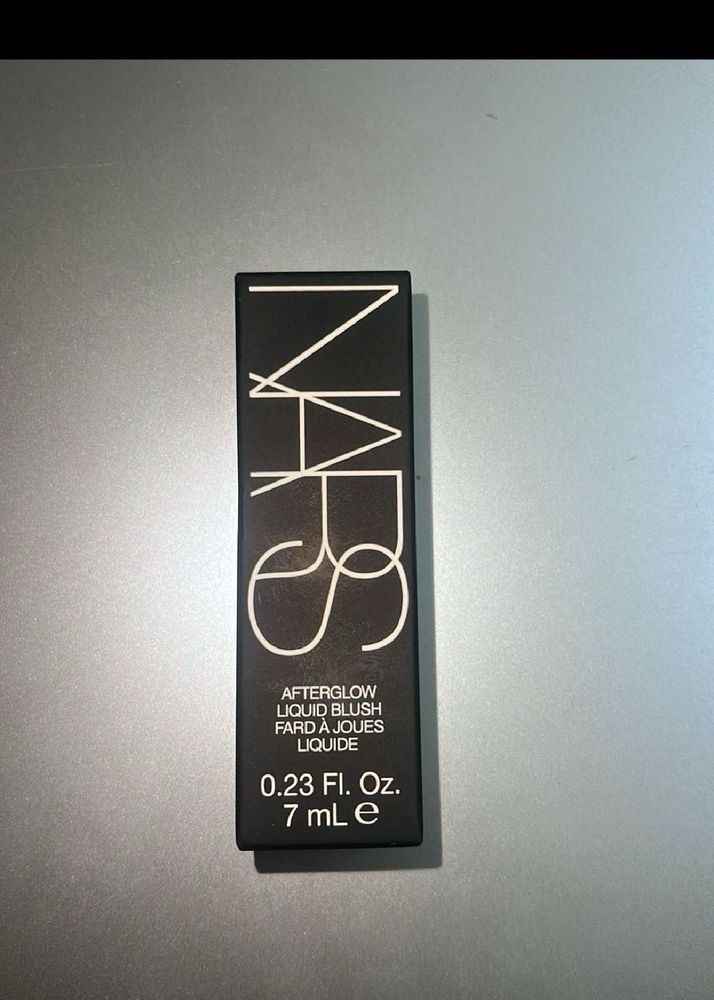 NARS
AFTERGLOW
LIQUID BLUSH
FARD À JOUES
LIQUIDE
0.23 Fl. Oz.
7 mL ℮